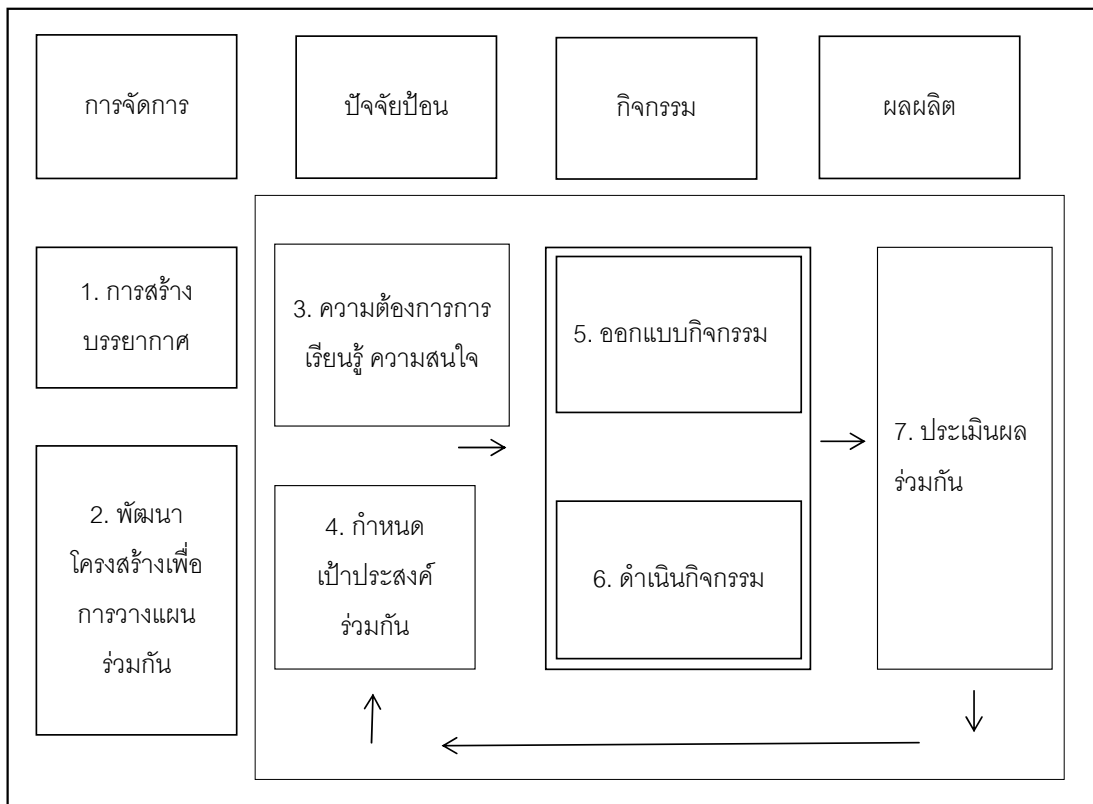 การจัดการ
ปัจจัยป้อน
กิจกรรม
ผลผลิต
1. การสร้าง
บรรยากาศ
2. พัฒนา
โครงสร้างเพื่อ
การวางแผน
ร่วมกัน
3. ความต้องการการ
เรียนรู้ ความสนใจ
4. กำหนด
เป้าประสงค์
ร่วมกัน
5. ออกแบบกิจกรรม
6. ดำเนินกิจกรรม
7. ประเมินผล
ร่วมกัน